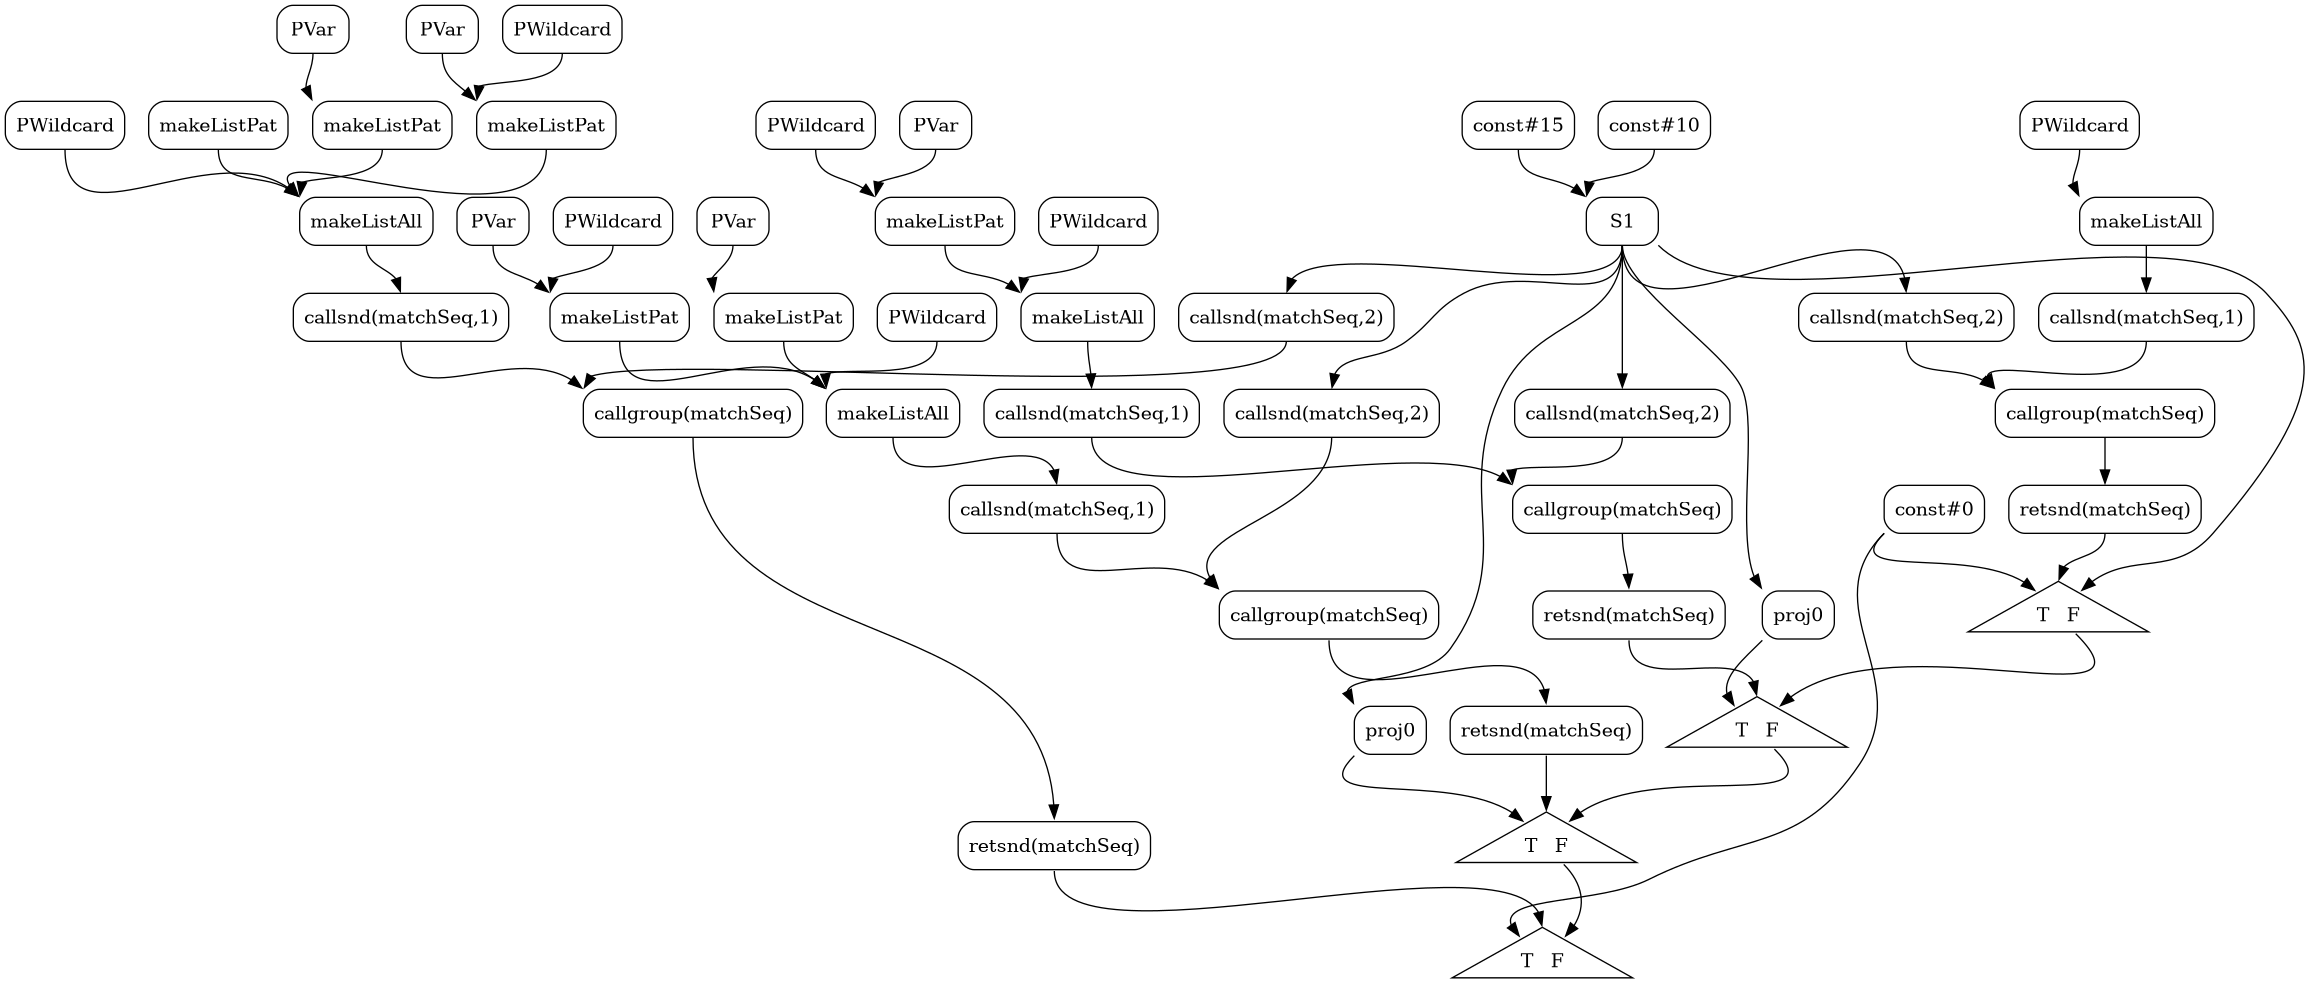 PVar
PVar
PWildcard
PWildcard
makeListPat
makeListPat
makeListPat
PWildcard
PVar
const#15
const#10
PWildcard
makeListAll
PVar
PWildcard
PVar
makeListPat
PWildcard
S1
makeListAll
callsnd(matchSeq,1)
makeListPat
makeListPat
PWildcard
makeListAll
callsnd(matchSeq,2)
callsnd(matchSeq,2)
callsnd(matchSeq,1)
callgroup(matchSeq)
makeListAll
callsnd(matchSeq,1)
callsnd(matchSeq,2)
callsnd(matchSeq,2)
callgroup(matchSeq)
callsnd(matchSeq,1)
callgroup(matchSeq)
const#0
retsnd(matchSeq)
callgroup(matchSeq)
retsnd(matchSeq)
proj0
T F
proj0
retsnd(matchSeq)
T F
retsnd(matchSeq)
T F
T F